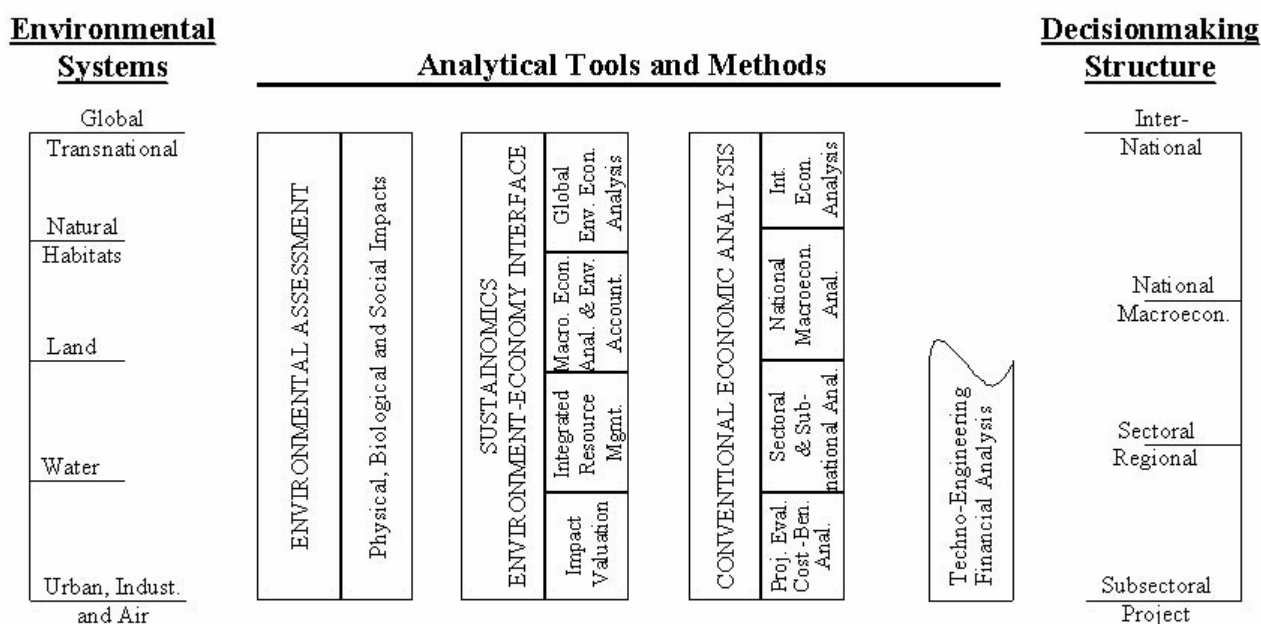 Environmental
Systems
Analytical Tools and Methods
Decisionmaking
Structure
Global
Transnational
Natural
Habitats
Land
Water
Urban, Indust.
and Air
ENVIRONMENTAL ASSESSMENT
Physical, Biological and Social Impacts
SUSTAINOMICS
ENVIRONMENT-ECONOMY INTERFACE
Global
Env. Econ.
Analysis
Macro. Econ.
Anal. & Env.
Account.
Integrated
Resource
Mgmt.
Impact
Valuation
CONVENTIONAL ECONOMIC ANALYSIS
Int.
Econ.
Analysis
National
Macroecon.
Anal.
Sectoral
& Sub-
national Anal.
Proj. Eval.
Cost -Ben.
Anal.
Techno-Engineering
Financial Analysis
Inter-
National
National
Macroecon.
Sectoral
Regional
Subsectoral
Project